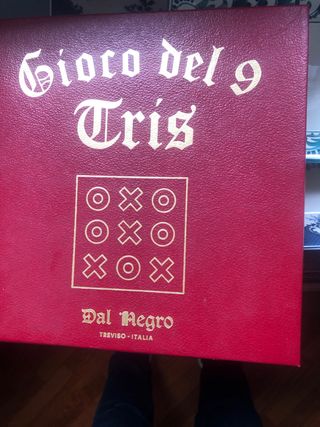 Gioco del 9
Tris
Dal Negro
TREVISO - ITALIA